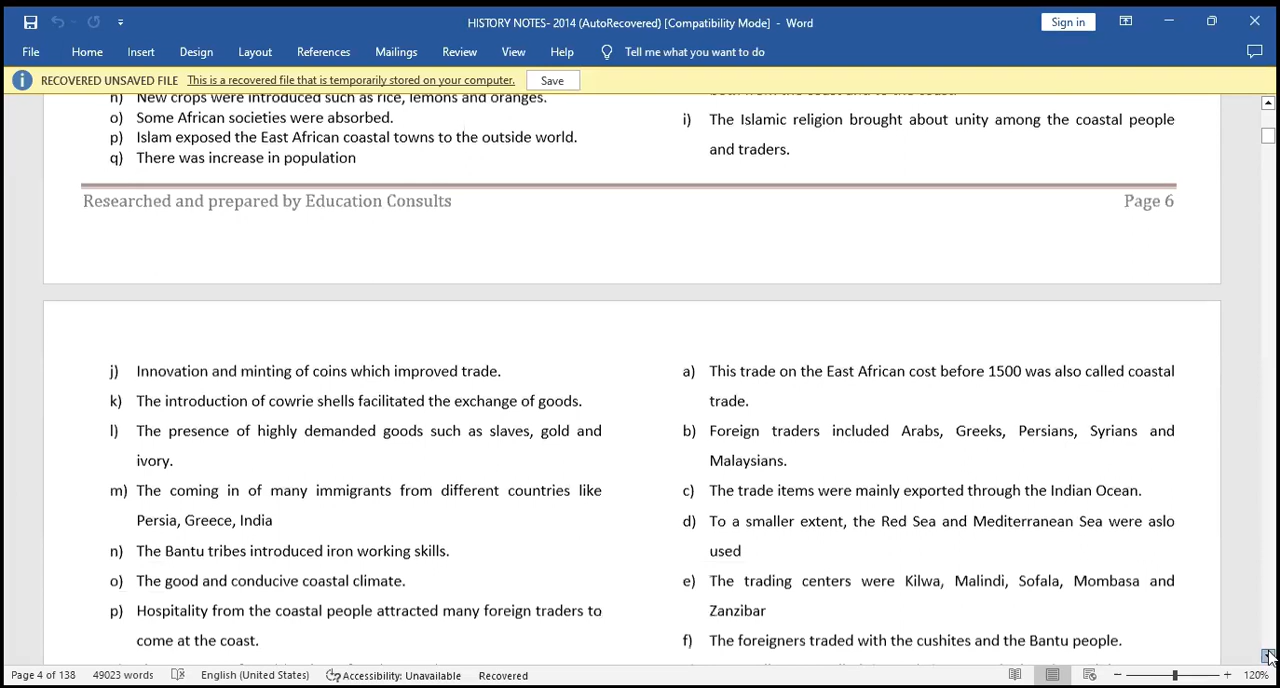 HISTORY NOTES- 2014 (AutoRecovered) [Compatibility Mode] - Word
Sign in
File Home Insert Design Layout References Mailings Review View Help Tell me what you want to do
RECOVERED UNSAVED FILE This is a recovered file that is temporarily stored on your computer. Save
n) New crops were introduced such as rice, lemons and oranges.
o) Some African societies were absorbed.
p) Islam exposed the East African coastal towns to the outside world.
q) There was increase in population
both from the coast and to the coast.
i) The Islamic religion brought about unity among the coastal people
and traders.
Researched and prepared by Education Consults Page 6
j) Innovation and minting of coins which improved trade.
k) The introduction of cowrie shells facilitated the exchange of goods.
l) The presence of highly demanded goods such as slaves, gold and
ivory.
m) The coming in of many immigrants from different countries like
Persia, Greece, India
n) The Bantu tribes introduced iron working skills.
o) The good and conducive coastal climate.
p) Hospitality from the coastal people attracted many foreign traders to
come at the coast.
a) This trade on the East African cost before 1500 was also called coastal
trade.
b) Foreign traders included Arabs, Greeks, Persians, Syrians and
Malaysians.
c) The trade items were mainly exported through the Indian Ocean.
d) To a smaller extent, the Red Sea and Mediterranean Sea were aslo
used
e) The trading centers were Kilwa, Malindi, Sofala, Mombasa and
Zanzibar
f) The foreigners traded with the cushites and the Bantu people.
Page 4 of 138 49023 words English (United States) Accessibility: Unavailable Recovered 120%